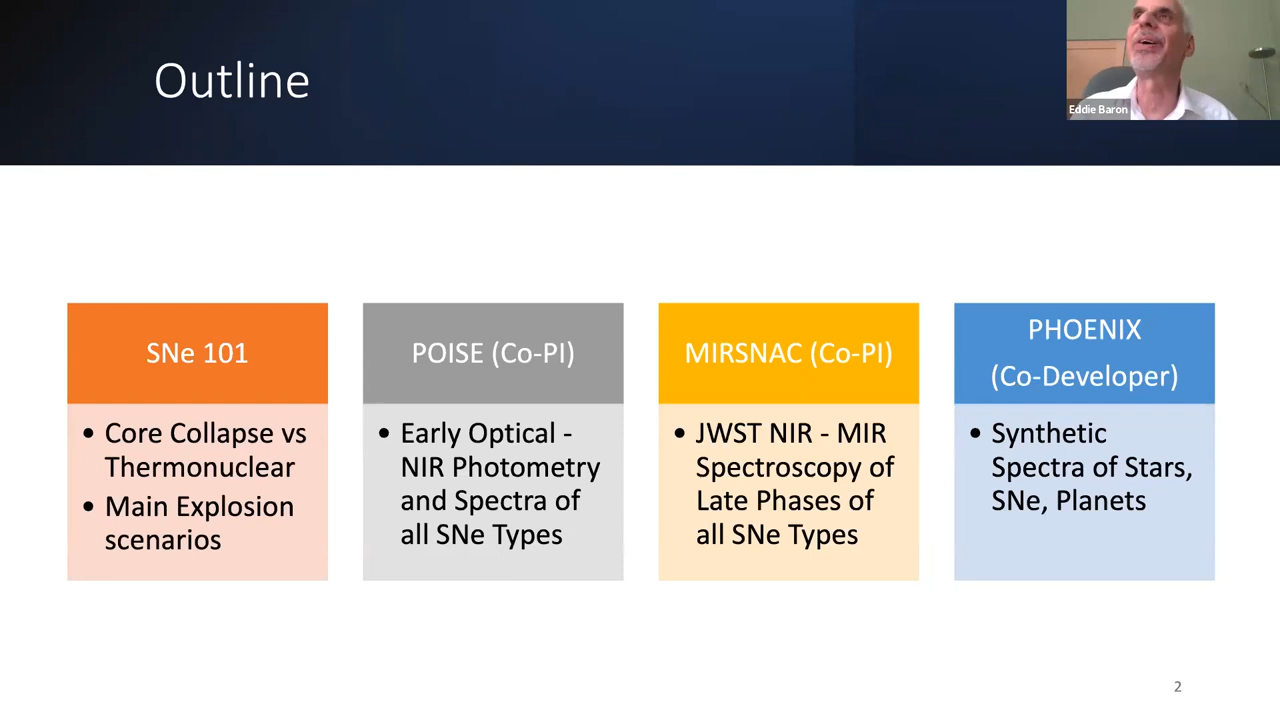 Outline
Eddie Baron
SNe 101
• Core Collapse vs
Thermonuclear
• Main Explosion
scenarios
POISE (Co-PI)
• Early Optical -
NIR Photometry
and Spectra of
all SNe Types
MIRSNAC (Co-PI)
• JWST NIR - MIR
Spectroscopy of
Late Phases of
all SNe Types
PHOENIX
(Co-Developer)
• Synthetic
Spectra of Stars,
SNe, Planets
2